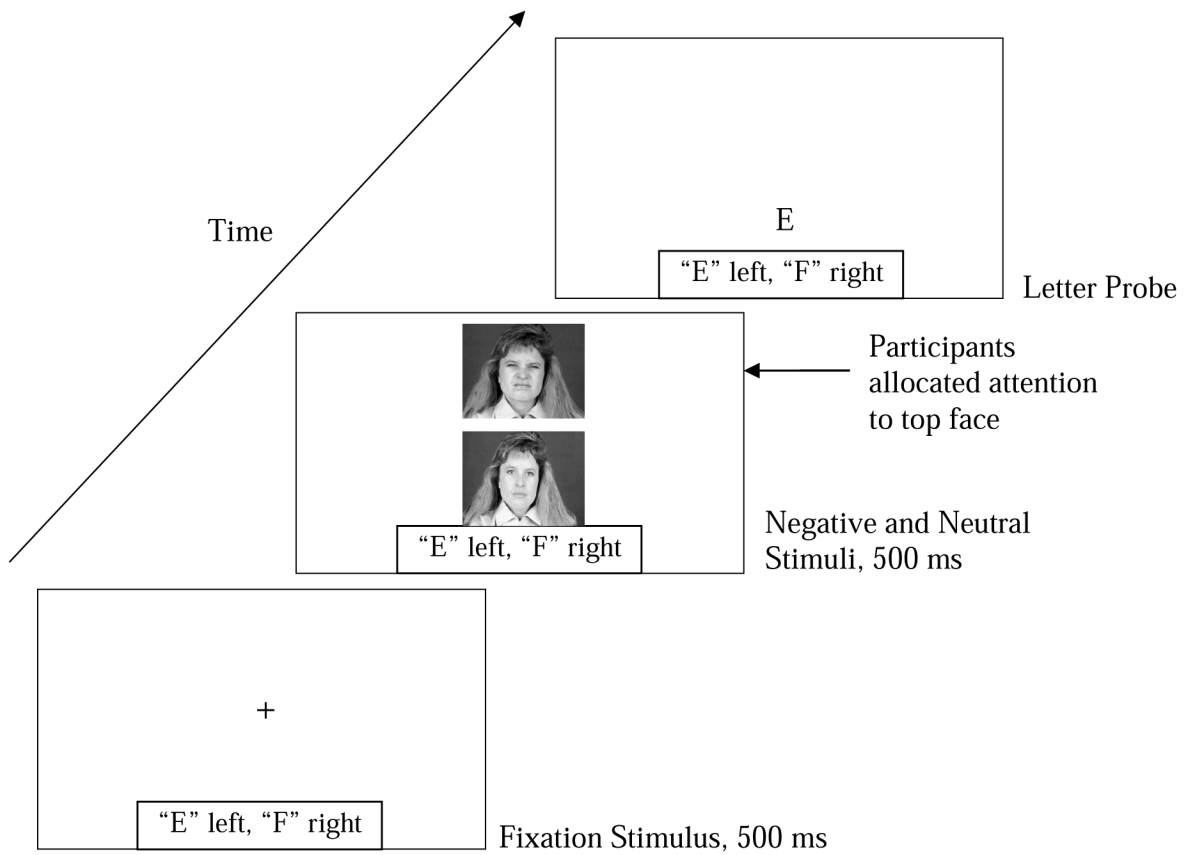 Time
E
“E” left, “F” right
Letter Probe
Participants
allocated attention
to top face
“E” left, “F” right
Negative and Neutral
Stimuli, 500 ms
+
“E” left, “F” right
Fixation Stimulus, 500 ms